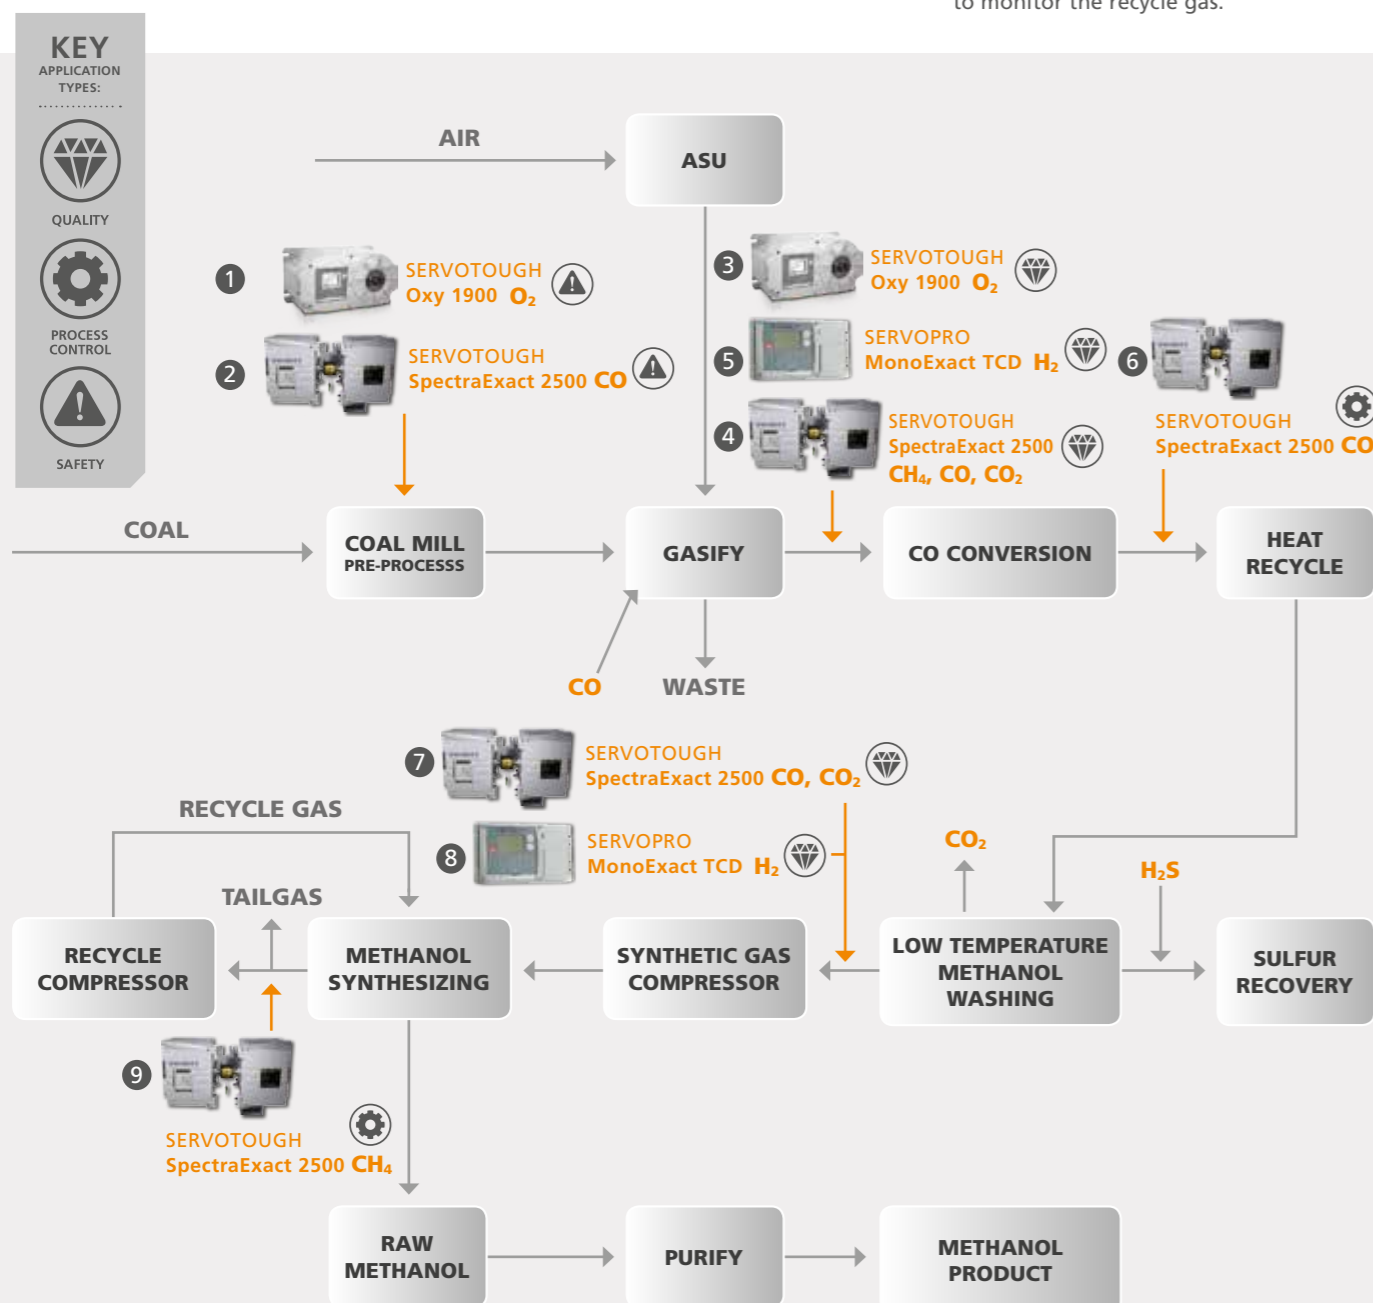 to monitor the recycle gas.
KEY
APPLICATION
TYPES:
QUALITY
PROCESS
CONTROL
SAFETY
AIR
ASU
1
SERVOTOUGH
Oxy 1900 O₂
2
SERVOTOUGH
SpectraExact 2500 CO
3
SERVOTOUGH
Oxy 1900 O₂
5
SERVOPRO
MonoExact TCD H₂
4
SERVOTOUGH
SpectraExact 2500
CH₄, CO, CO₂
6
SERVOTOUGH
SpectraExact 2500 CO
COAL
COAL MILL
PRE-PROCESSS
GASIFY
CO CONVERSION
HEAT
RECYCLE
CO
WASTE
7
SERVOTOUGH
SpectraExact 2500 CO, CO₂
8
SERVOPRO
MonoExact TCD H₂
RECYCLE GAS
TAILGAS
CO₂
H₂S
RECYCLE
COMPRESSOR
METHANOL
SYNTHESIZING
SYNTHETIC GAS
COMPRESSOR
LOW TEMPERATURE
METHANOL
WASHING
SULFUR
RECOVERY
9
SERVOTOUGH
SpectraExact 2500 CH₄
RAW
METHANOL
PURIFY
METHANOL
PRODUCT